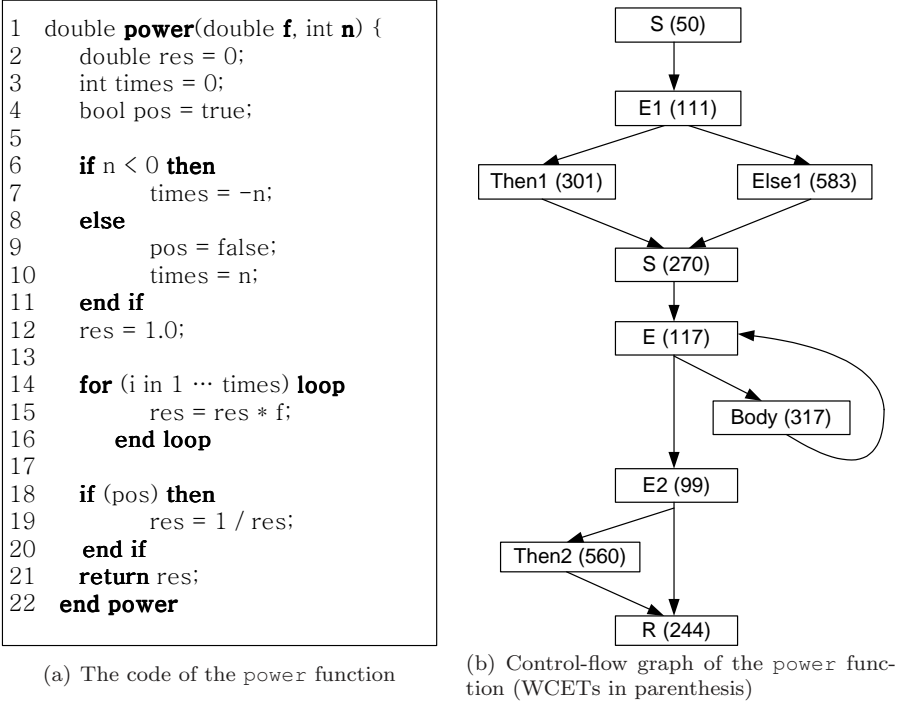 1 double power(double f, int n) {
2 double res = 0;
3 int times = 0;
4 bool pos = true;
5
6 if n < 0 then
7 times = -n;
8 else
9 pos = false;
10 times = n;
11 end if
12 res = 1.0;
13
14 for (i in 1 ... times) loop
15 res = res * f;
16 end loop
17
18 if (pos) then
19 res = 1 / res;
20 end if
21 return res;
22 end power
(a) The code of the power function
S (50)
E1 (111)
Then1 (301)
Else1 (583)
S (270)
E (117)
Body (317)
E2 (99)
Then2 (560)
R (244)
(b) Control-flow graph of the power func-
tion (WCETs in parenthesis)